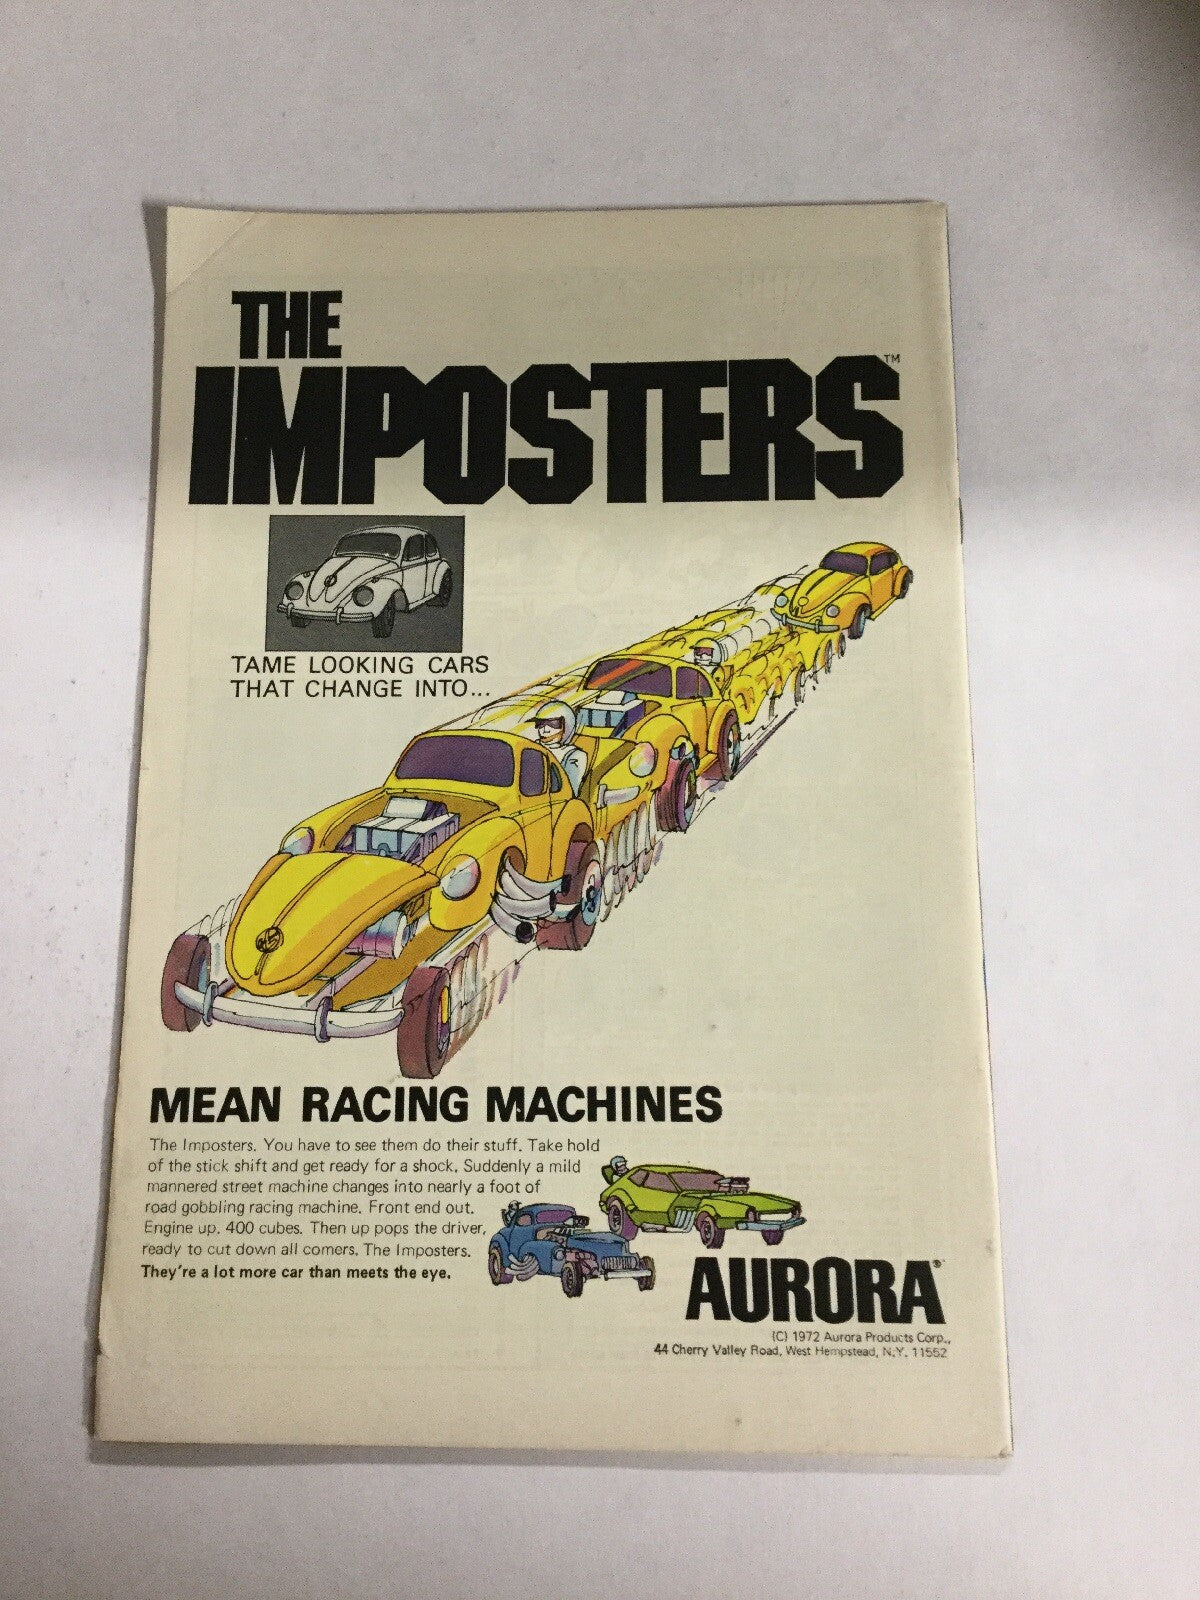 THE
IMPOSTERS™
TAME LOOKING CARS
THAT CHANGE INTO...
MEAN RACING MACHINES
The Imposters. You have to see them do their stuff. Take hold
of the stick shift and get ready for a shock. Suddenly a mild
mannered street machine changes into nearly a foot of
road gobbling racing machine. Front end out.
Engine up. 400 cubes. Then up pops the driver,
ready to cut down all comers. The Imposters.
They're a lot more car than meets the eye.
AURORA®
(C) 1972 Aurora Products Corp.,
44 Cherry Valley Road, West Hempstead, N.Y. 11552